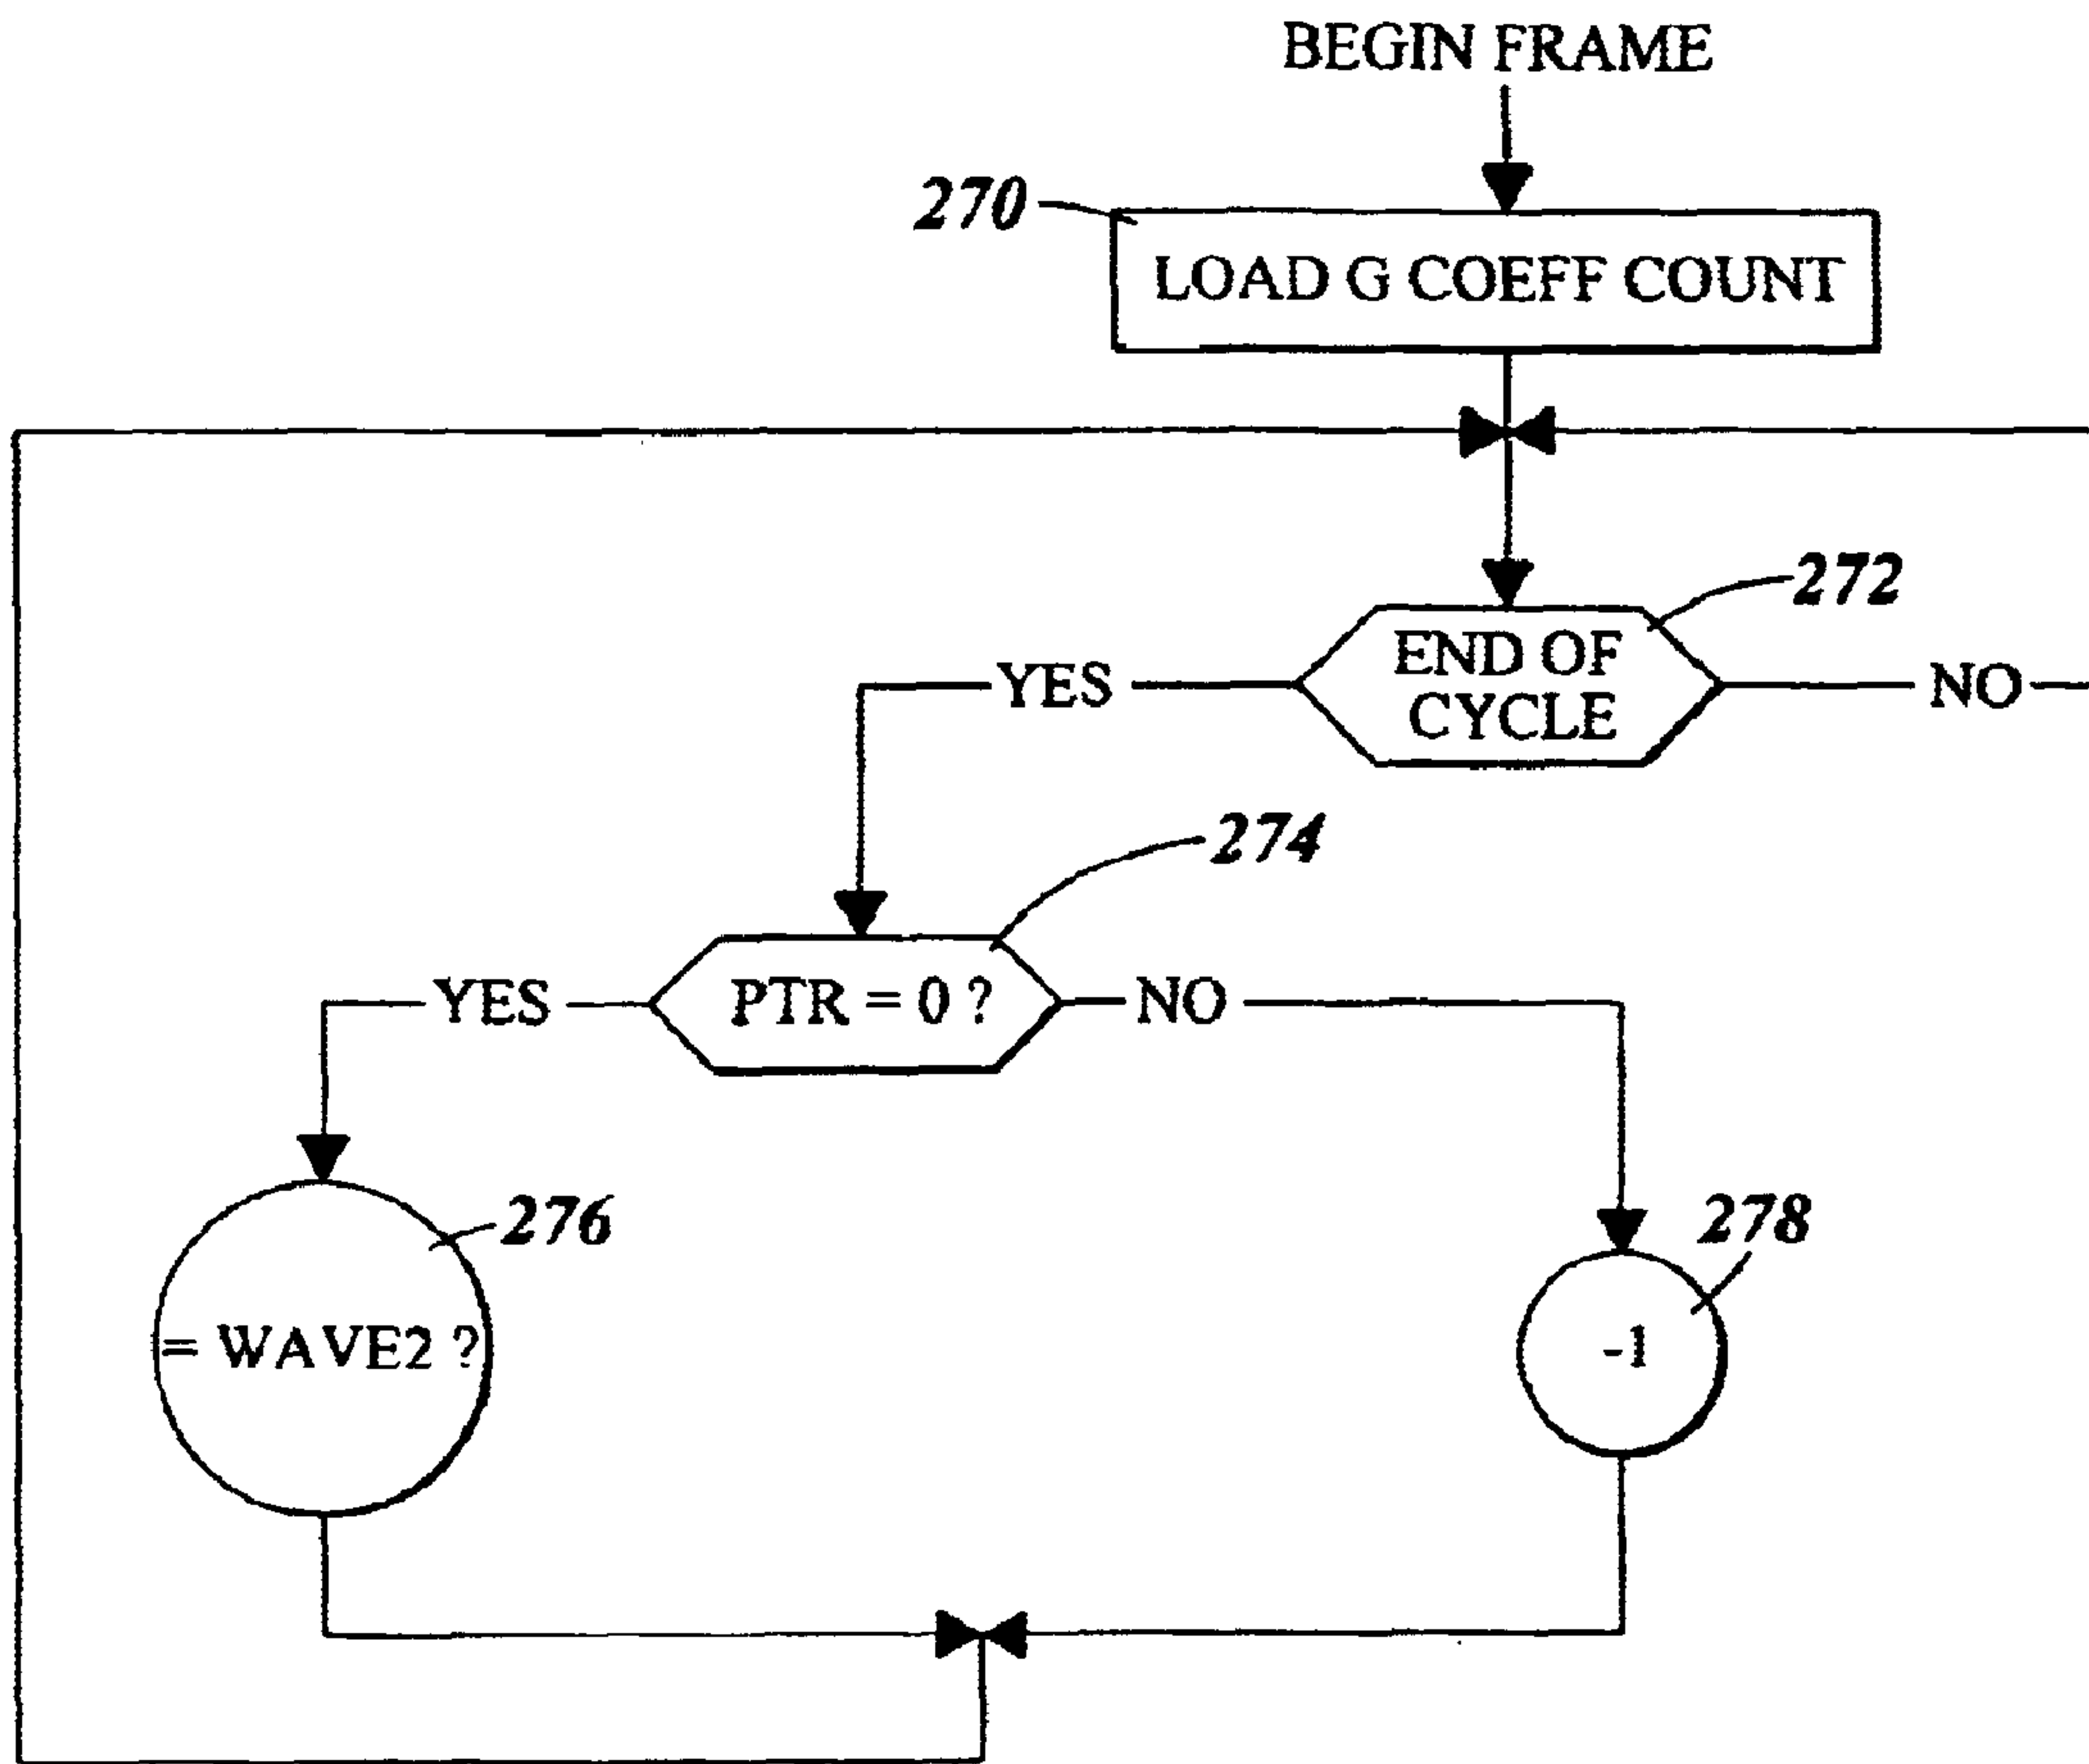 BEGIN FRAME
270
LOAD G COEFF COUNT
272
END OF
CYCLE
YES
NO
274
PTR = 0 ?
YES
NO
276
= WAVE2 ?
278
-1